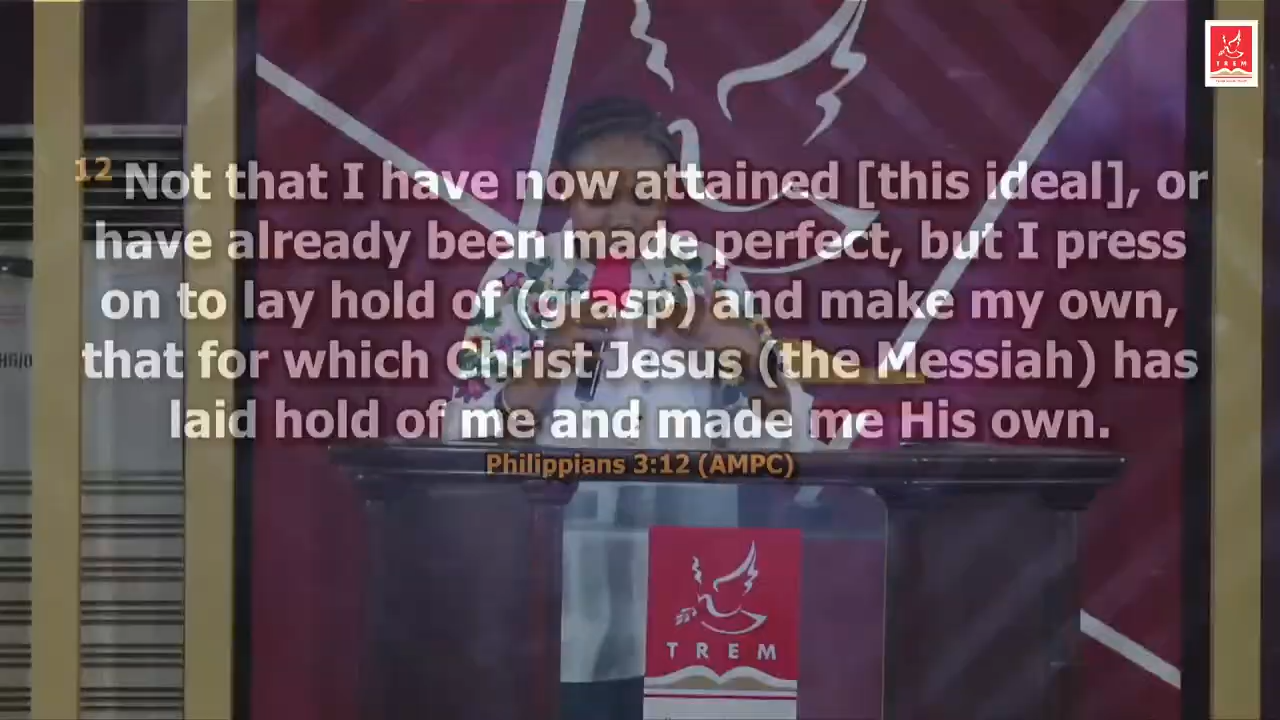 TREM
12 Not that I have now attained [this ideal], or
have already been made perfect, but I press
on to lay hold of (grasp) and make my own,
that for which Christ Jesus (the Messiah) has
laid hold of me and made me His own.
Philippians 3:12 (AMPC)
TREM